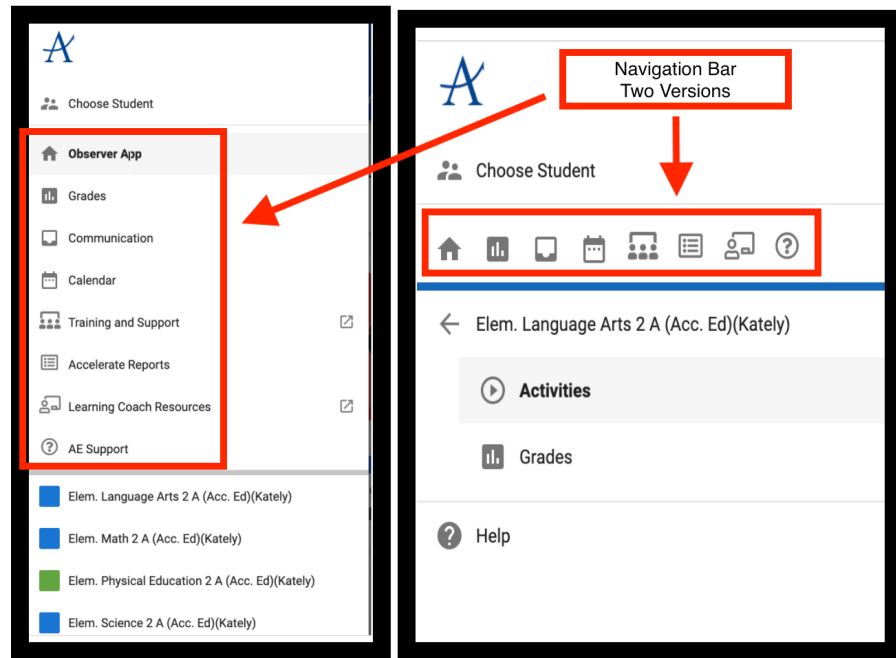 Choose Student
Observer App
Grades
Communication
Calendar
Training and Support
Accelerate Reports
Learning Coach Resources
AE Support
Elem. Language Arts 2 A (Acc. Ed)(Kately)
Elem. Math 2 A (Acc. Ed)(Kately)
Elem. Physical Education 2 A (Acc. Ed)(Kately)
Elem. Science 2 A (Acc. Ed)(Kately)
Navigation Bar
Two Versions
Choose Student
Elem. Language Arts 2 A (Acc. Ed)(Kately)
Activities
Grades
Help